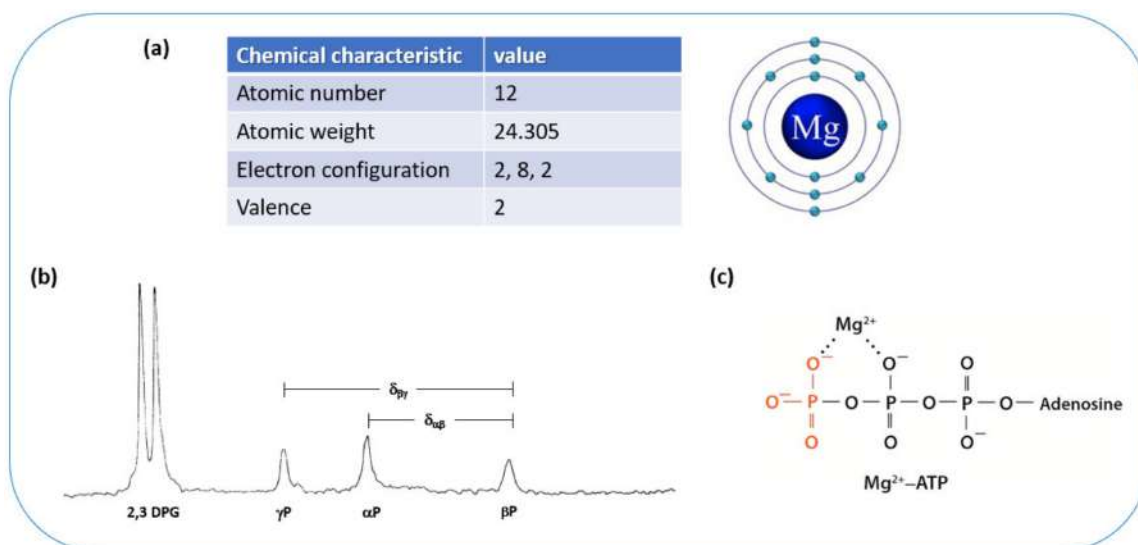 (a)
Chemical characteristic value
Atomic number 12
Atomic weight 24.305
Electron configuration 2, 8, 2
Valence 2
Mg
(b)
δβγ
δαβ
2,3 DPG γP αP βP
(c)
Mg²⁺
O⁻ O⁻ O
O⁻—P—O—P—O—P—O—Adenosine
O O O⁻
Mg²⁺–ATP